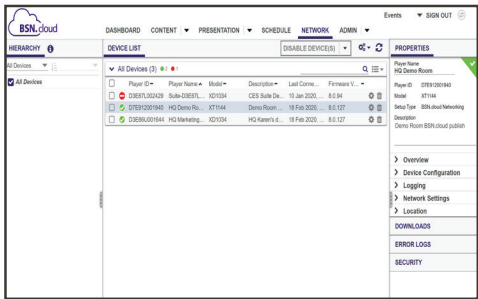 Events ▼ SIGN OUT
BSN.cloud
DASHBOARD CONTENT ▼ PRESENTATION ▼ SCHEDULE NETWORK ADMIN ▼
HIERARCHY
DEVICE LIST
DISABLE DEVICE(S) ▼
PROPERTIES
All Devices ▼
All Devices
All Devices (3) 2 1
Player ID Player Name Model Description Last Conne... Firmware V...
D3E67L002429 Suite-D3E67L... XD1034 CES Suite De... 10 Jan 2020, ... 8.0.94
D7E912001940 HQ Demo Ro... XT1144 Demo Room ... 18 Feb 2020, ... 8.0.127
D3E86U001644 HQ Marketing... XD1034 HQ Karen's d... 18 Feb 2020, ... 8.0.127
Player Name
HQ Demo Room
Player ID D7E912001940
Model XT1144
Setup Type BSN.cloud Networking
Description
Demo Room BSN.cloud publish
Overview
Device Configuration
Logging
Network Settings
Location
DOWNLOADS
ERROR LOGS
SECURITY